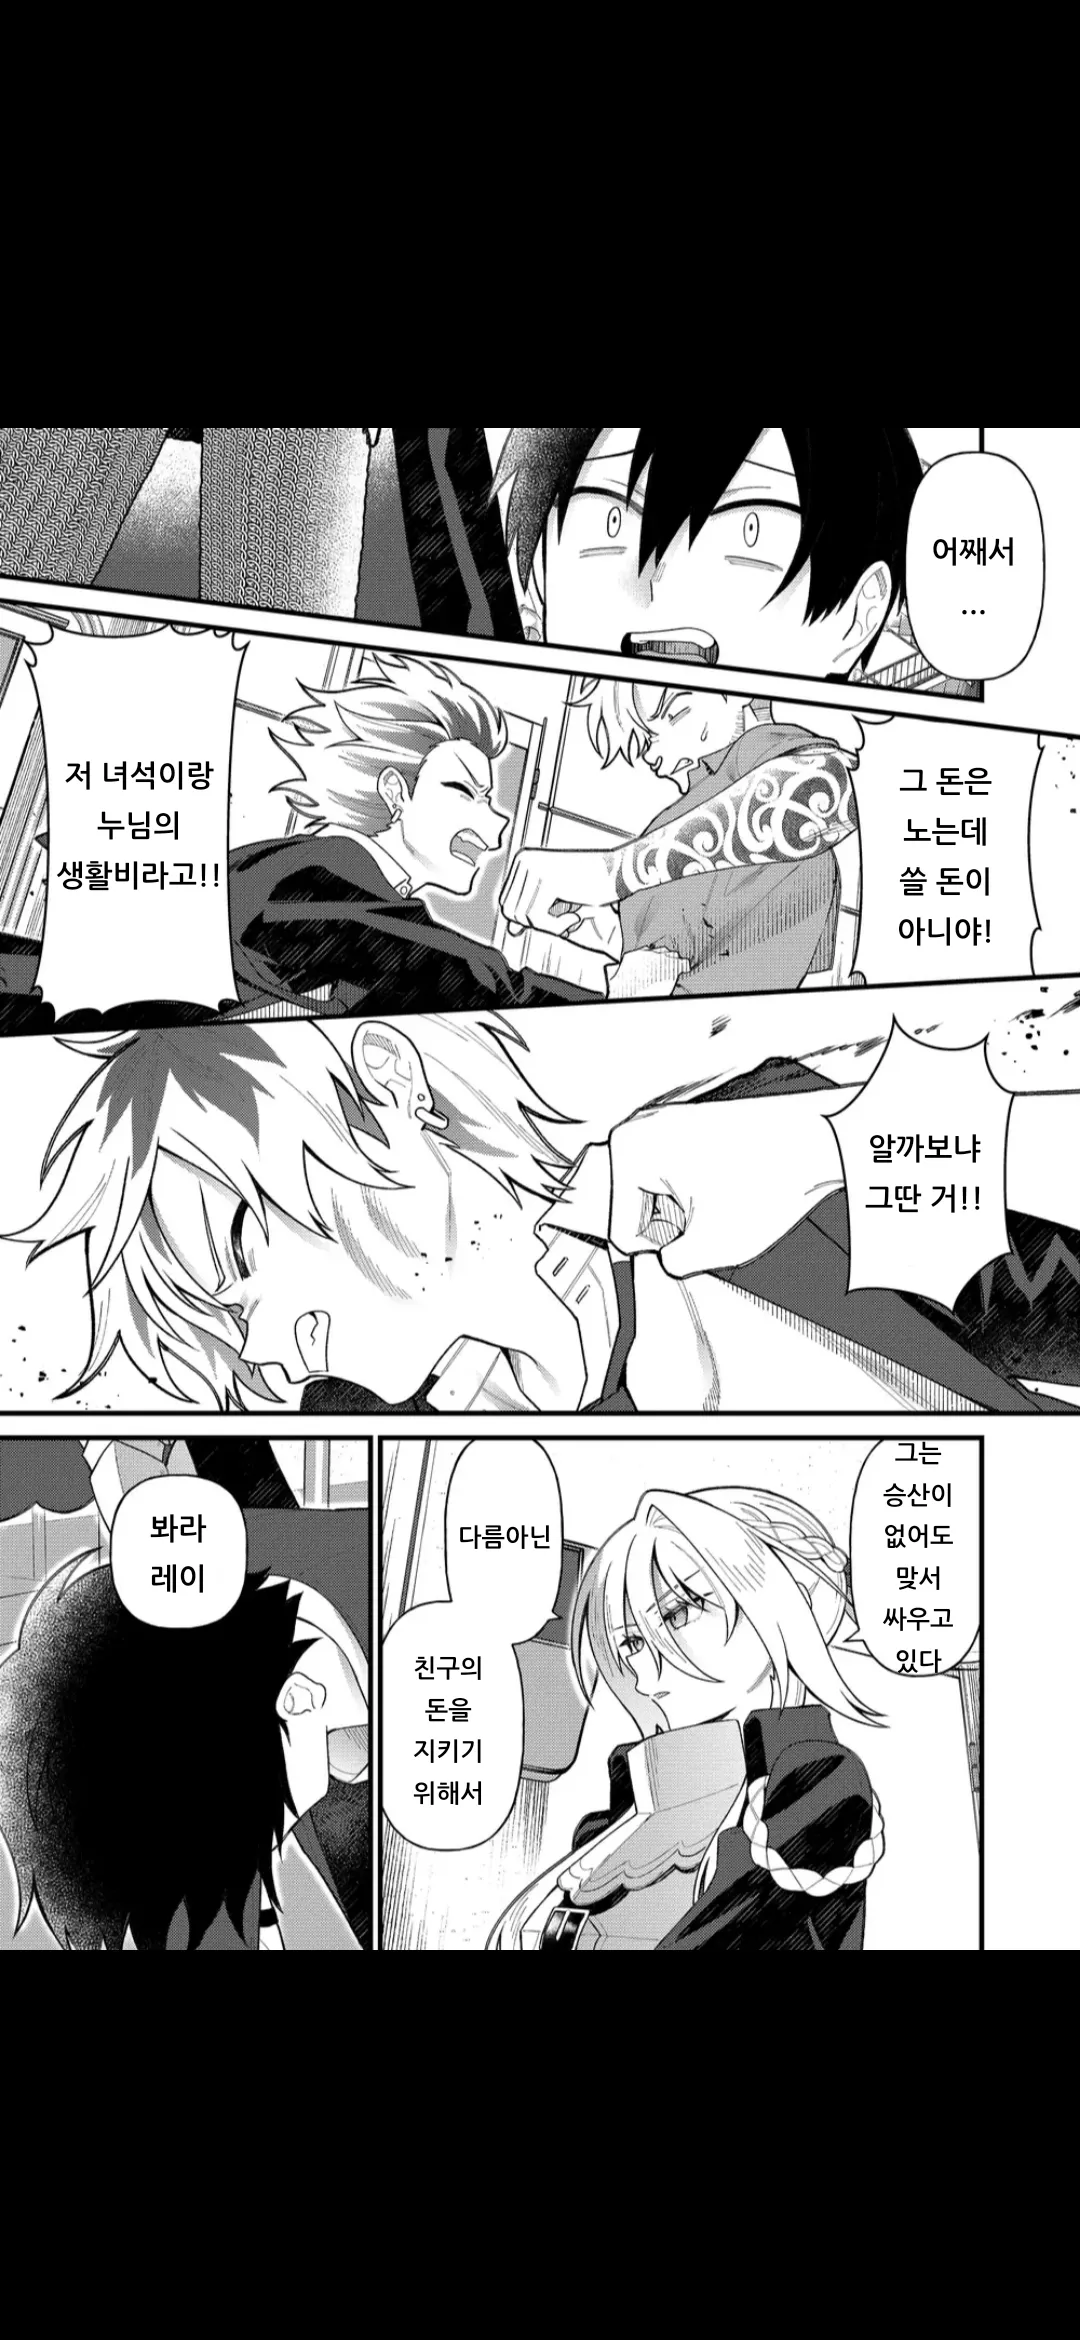 어째서
...
그 돈은
노는데
쓸 돈이
아니야!
저 녀석이랑
누님의
생활비라고!!
알까보냐
그딴 거!!
그는
승산이
없어도
맞서
싸우고
있다
다름아닌
친구의
돈을
지키기
위해서
봐라
레이